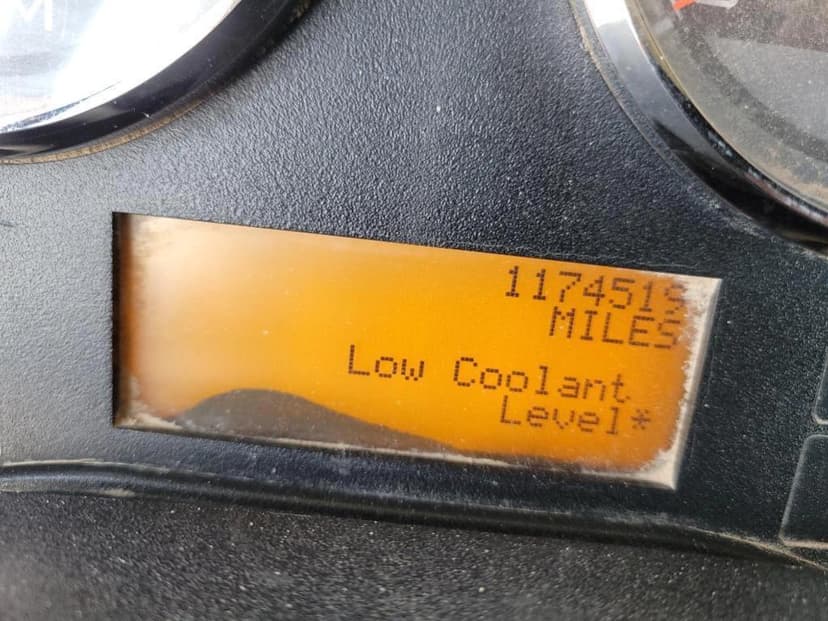 1174519
MILES
Low Coolant
Level*